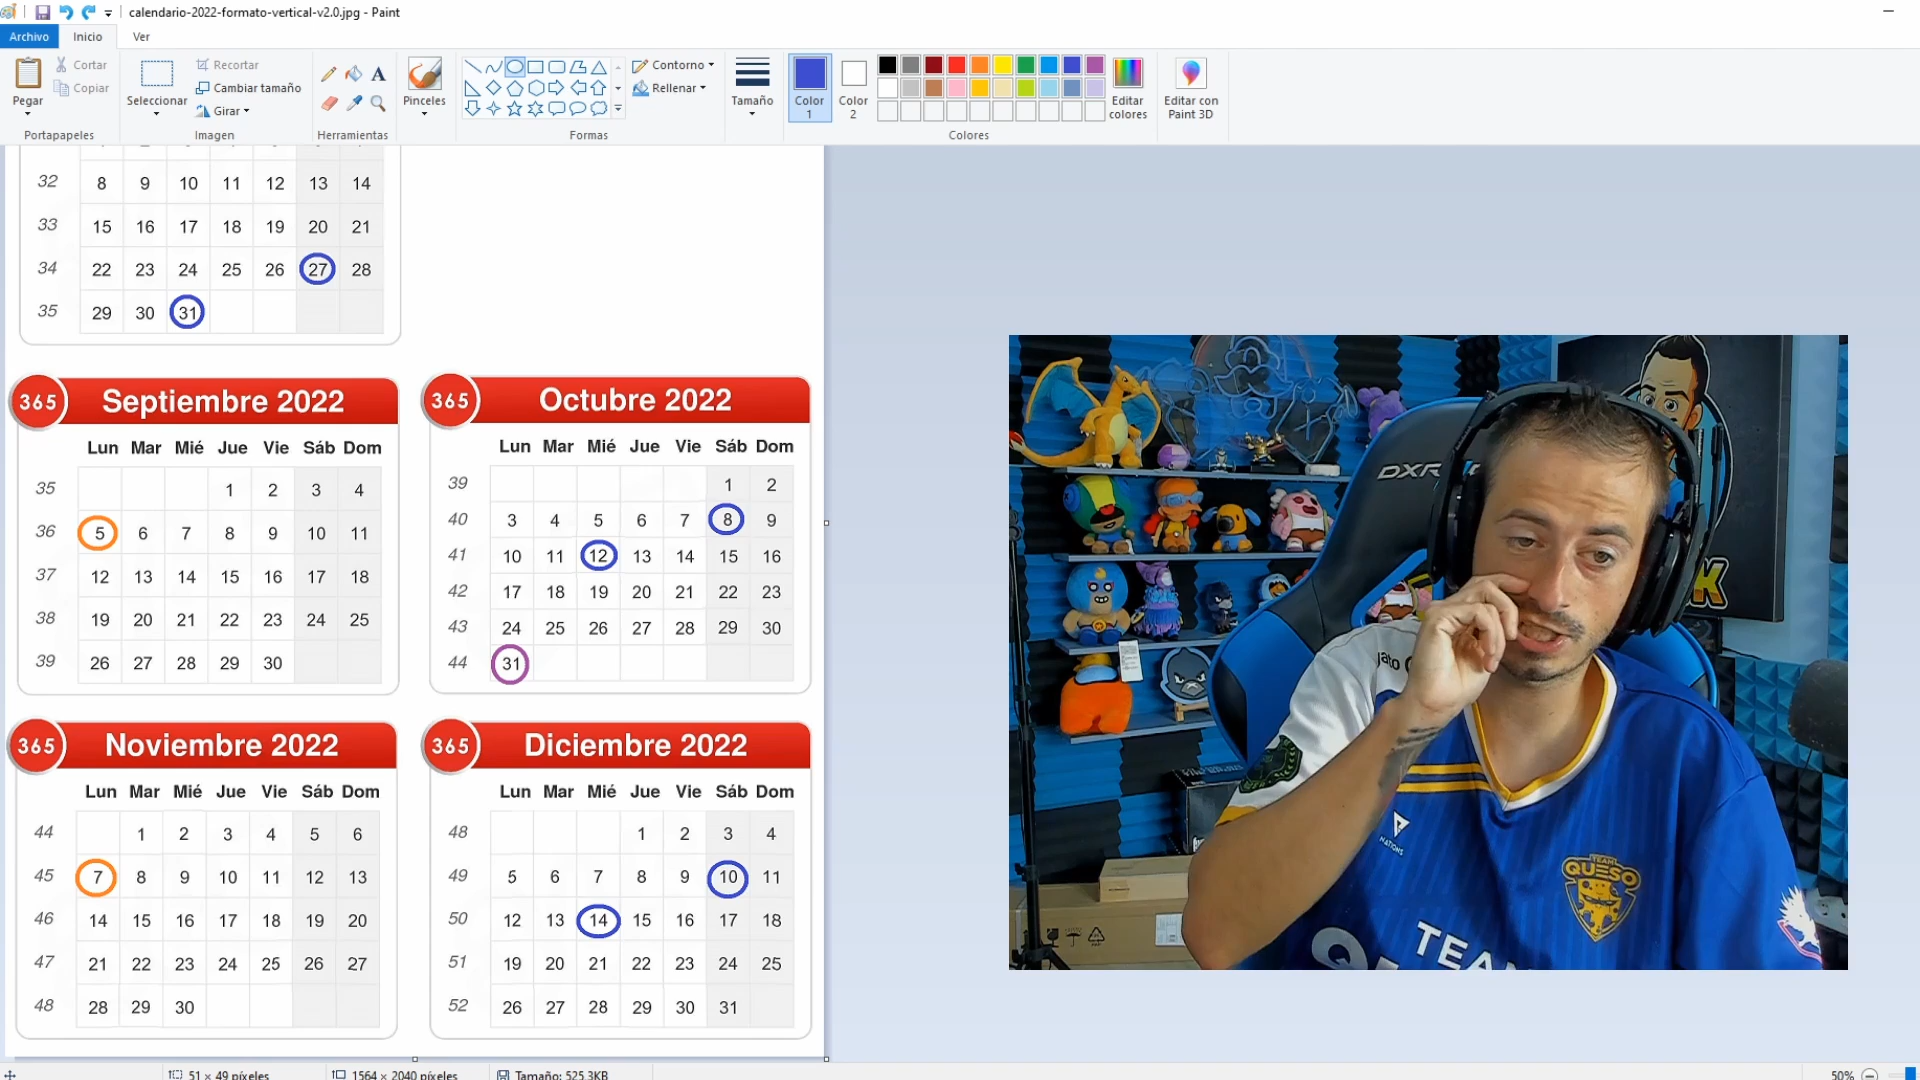 calendario-2022-formato-vertical-v2.0.jpg - Paint
Archivo Inicio Ver
Pegar
Cortar
Copiar
Portapapeles
Seleccionar
Recortar
Cambiar tamaño
Girar
Imagen
A
Herramientas
Pinceles
Contorno
Rellenar
Formas
Tamaño
Color 1
Color 2
Editar colores
Colores
Editar con Paint 3D
32 8 9 10 11 12 13 14
33 15 16 17 18 19 20 21
34 22 23 24 25 26 27 28
35 29 30 31
365 Septiembre 2022
Lun Mar Mié Jue Vie Sáb Dom
35 1 2 3 4
36 5 6 7 8 9 10 11
37 12 13 14 15 16 17 18
38 19 20 21 22 23 24 25
39 26 27 28 29 30
365 Octubre 2022
Lun Mar Mié Jue Vie Sáb Dom
39 1 2
40 3 4 5 6 7 8 9
41 10 11 12 13 14 15 16
42 17 18 19 20 21 22 23
43 24 25 26 27 28 29 30
44 31
365 Noviembre 2022
Lun Mar Mié Jue Vie Sáb Dom
44 1 2 3 4 5 6
45 7 8 9 10 11 12 13
46 14 15 16 17 18 19 20
47 21 22 23 24 25 26 27
48 28 29 30
365 Diciembre 2022
Lun Mar Mié Jue Vie Sáb Dom
48 1 2 3 4
49 5 6 7 8 9 10 11
50 12 13 14 15 16 17 18
51 19 20 21 22 23 24 25
52 26 27 28 29 30 31
DXR
K
NATIONS
TEAM
QUESO
TEA
51 × 49 píxeles
1564 × 2040 píxeles
Tamaño: 525,3KB
50%